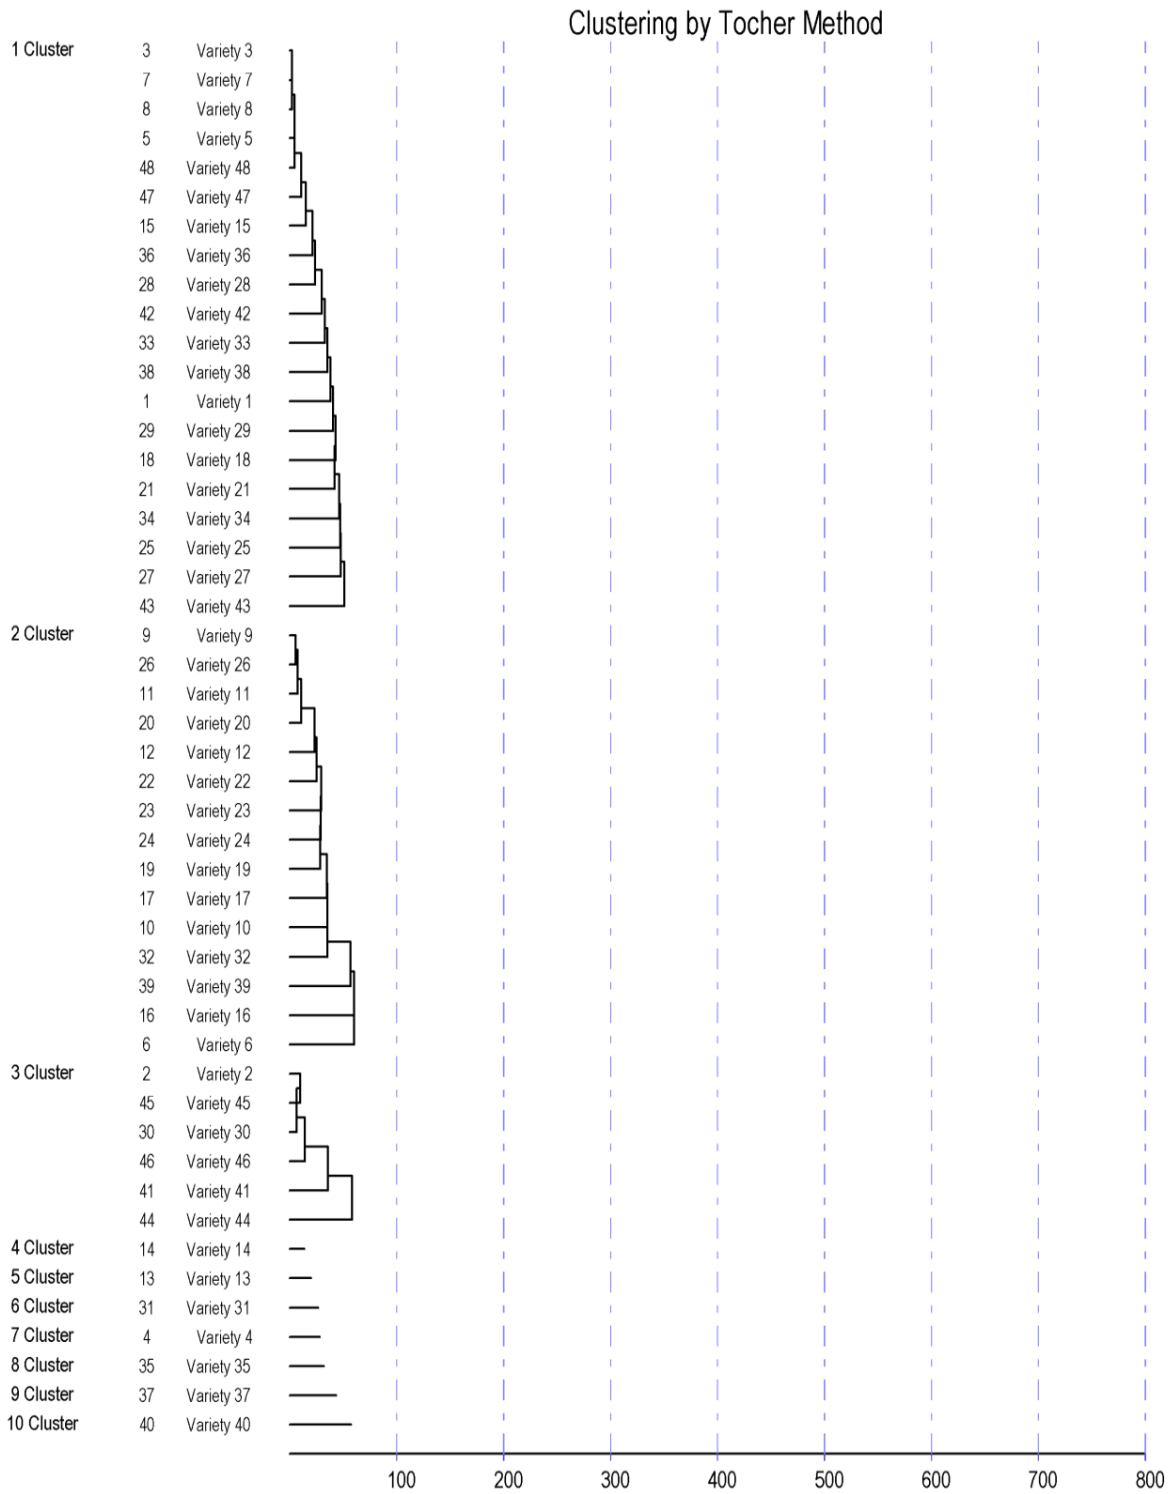 Clustering by Tocher Method
1 Cluster 3 Variety 3
7 Variety 7
8 Variety 8
5 Variety 5
48 Variety 48
47 Variety 47
15 Variety 15
36 Variety 36
28 Variety 28
42 Variety 42
33 Variety 33
38 Variety 38
1 Variety 1
29 Variety 29
18 Variety 18
21 Variety 21
34 Variety 34
25 Variety 25
27 Variety 27
43 Variety 43
2 Cluster 9 Variety 9
26 Variety 26
11 Variety 11
20 Variety 20
12 Variety 12
22 Variety 22
23 Variety 23
24 Variety 24
19 Variety 19
17 Variety 17
10 Variety 10
32 Variety 32
39 Variety 39
16 Variety 16
6 Variety 6
3 Cluster 2 Variety 2
45 Variety 45
30 Variety 30
46 Variety 46
41 Variety 41
44 Variety 44
4 Cluster 14 Variety 14
5 Cluster 13 Variety 13
6 Cluster 31 Variety 31
7 Cluster 4 Variety 4
8 Cluster 35 Variety 35
9 Cluster 37 Variety 37
10 Cluster 40 Variety 40
100 200 300 400 500 600 700 800